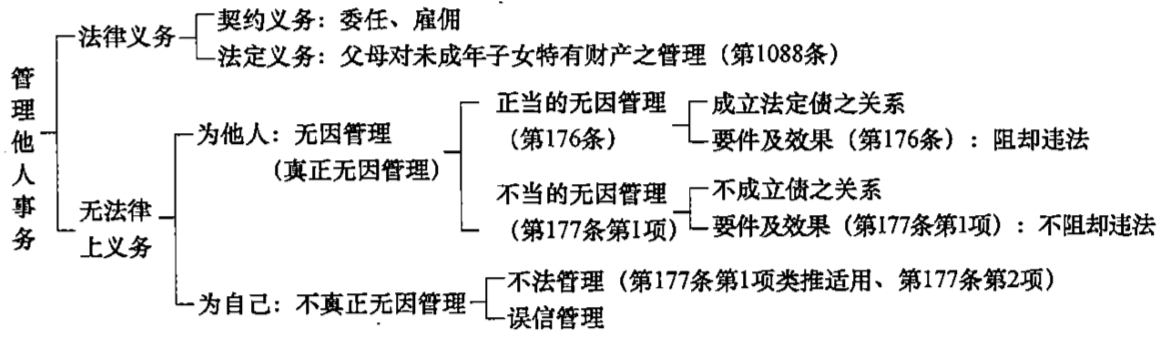 管理他人事务
法律义务
契约义务：委任、雇佣
法定义务：父母对未成年子女特有财产之管理（第1088条）
无法律
上义务
为他人：无因管理
（真正无因管理）
正当的无因管理
（第176条）
成立法定债之关系
要件及效果（第176条）：阻却违法
不当的无因管理
（第177条第1项）
不成立债之关系
要件及效果（第177条第1项）：不阻却违法
为自己：不真正无因管理
不法管理（第177条第1项类推适用、第177条第2项）
误信管理